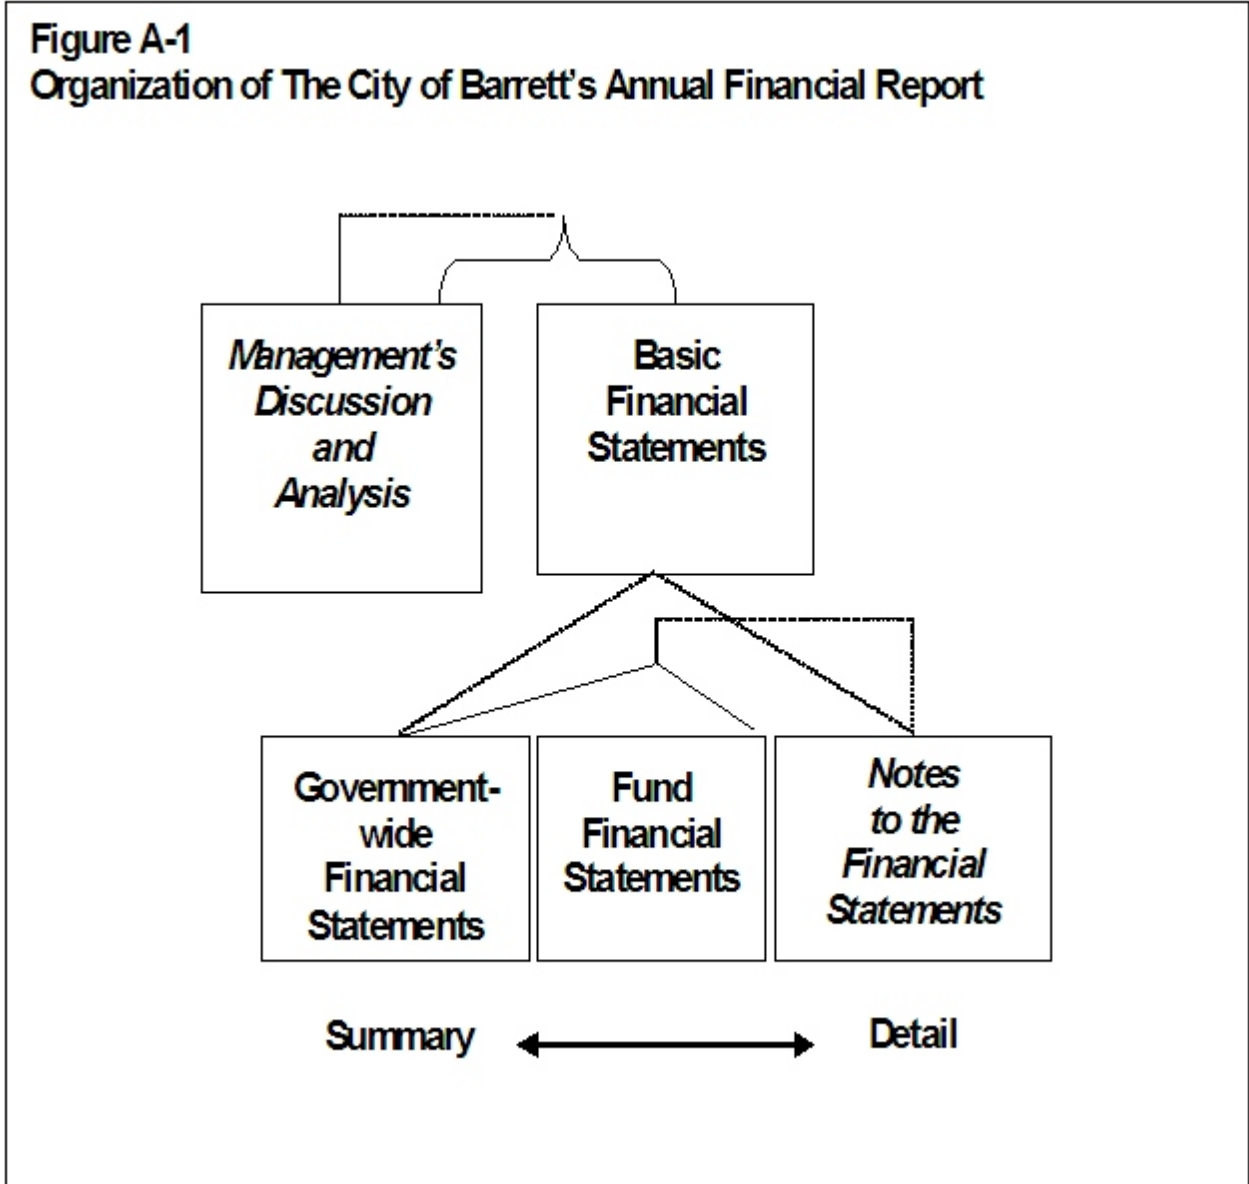 Figure A-1
Organization of The City of Barrett's Annual Financial Report
Management's
Discussion
and
Analysis
Basic
Financial
Statements
Government-
wide
Financial
Statements
Fund
Financial
Statements
Notes
to the
Financial
Statements
Summary
Detail